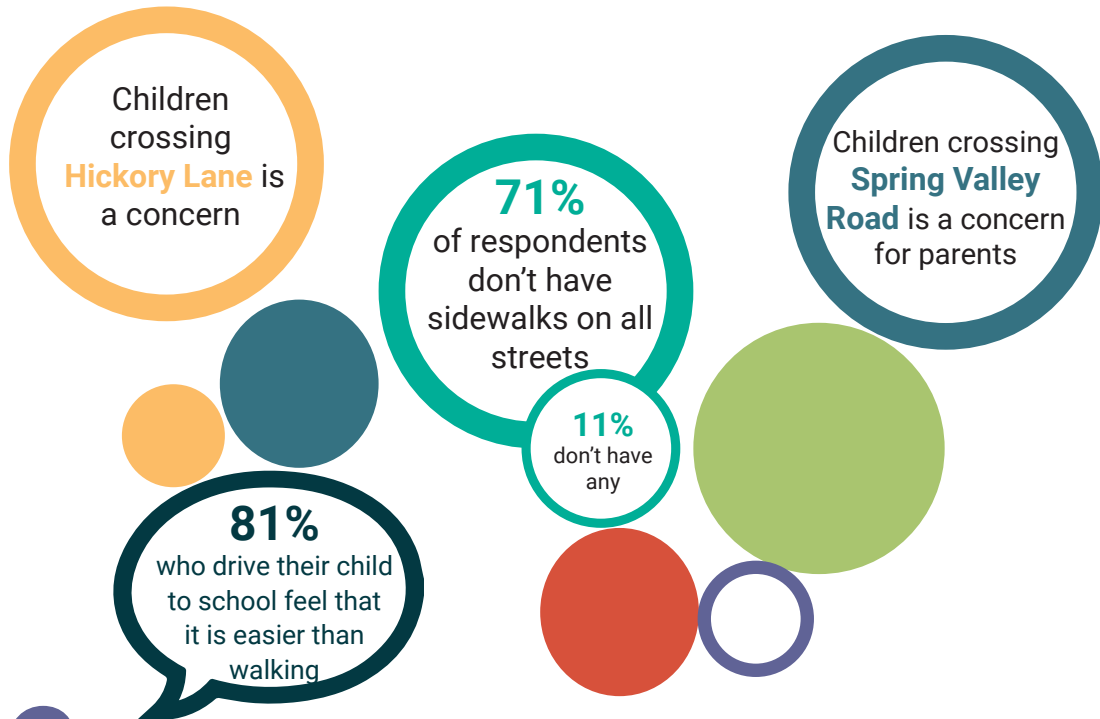 Children
crossing
Hickory Lane is
a concern
71%
of respondents
don't have
sidewalks on all
streets
11%
don't have
any
Children crossing
Spring Valley
Road is a concern
for parents
81%
who drive their child
to school feel that
it is easier than
walking